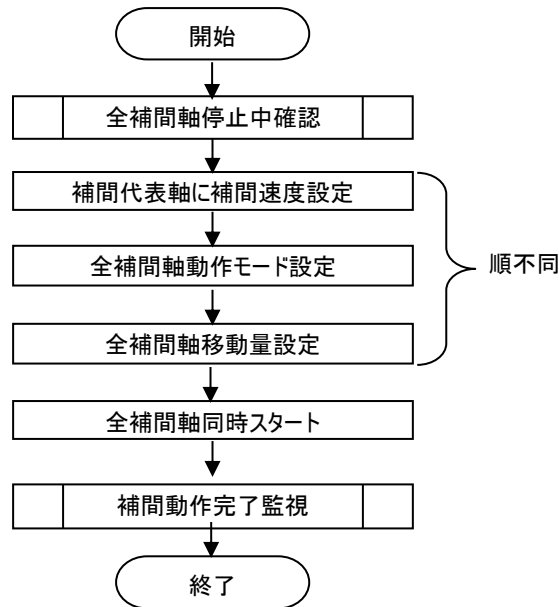 開始
全補間軸停止中確認
補間代表軸に補間速度設定
全補間軸動作モード設定
順不同
全補間軸移動量設定
全補間軸同時スタート
補間動作完了監視
終了